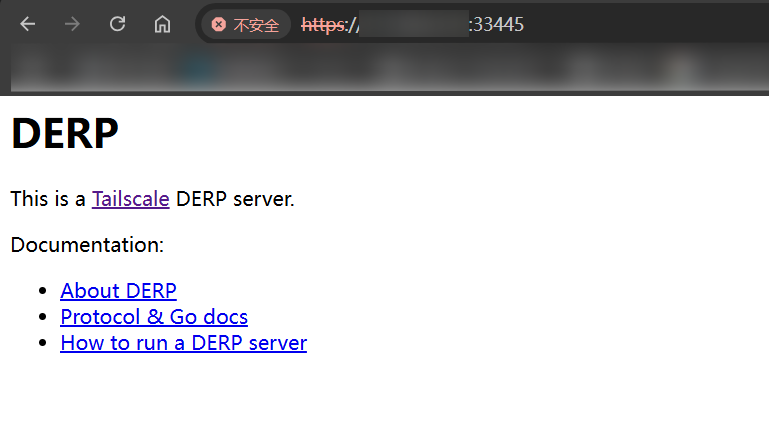 不安全 https:// :33445
DERP
This is a Tailscale DERP server.
Documentation:
About DERP
Protocol & Go docs
How to run a DERP server